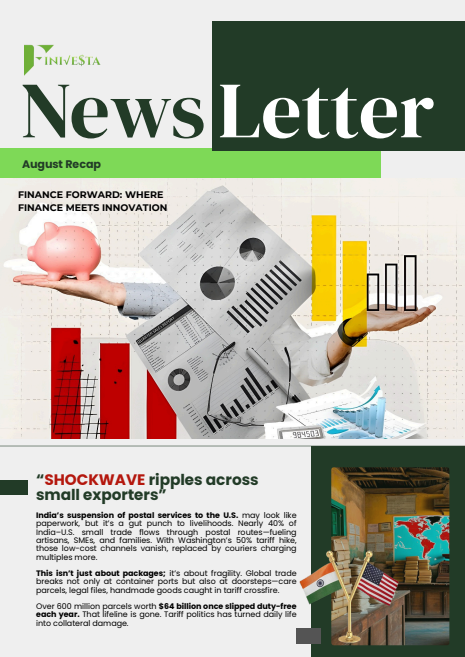 FINIVE$TA
News Letter
August Recap
FINANCE FORWARD: WHERE
FINANCE MEETS INNOVATION
984503
“SHOCKWAVE ripples across
small exporters”
India’s suspension of postal services to the U.S. may look like
paperwork, but it’s a gut punch to livelihoods. Nearly 40% of
India–U.S. small trade flows through postal routes—fueling
artisans, SMEs, and families. With Washington’s 50% tariff hike,
those low-cost channels vanish, replaced by couriers charging
multiples more.
This isn’t just about packages; it’s about fragility. Global trade
breaks not only at container ports but also at doorsteps—care
parcels, legal files, handmade goods caught in tariff crossfire.
Over 600 million parcels worth $64 billion once slipped duty-free
each year. That lifeline is gone. Tariff politics has turned daily life
into collateral damage.